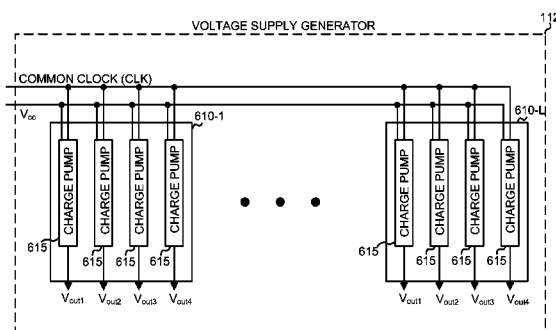 VOLTAGE SUPPLY GENERATOR
112
COMMON CLOCK (CLK)
Vcc
610-1
610-L
CHARGE PUMP CHARGE PUMP CHARGE PUMP CHARGE PUMP CHARGE PUMP CHARGE PUMP CHARGE PUMP CHARGE PUMP
615 615 615 615 615 615 615 615
Vout1 Vout2 Vout3 Vout4 Vout1 Vout2 Vout3 Vout4